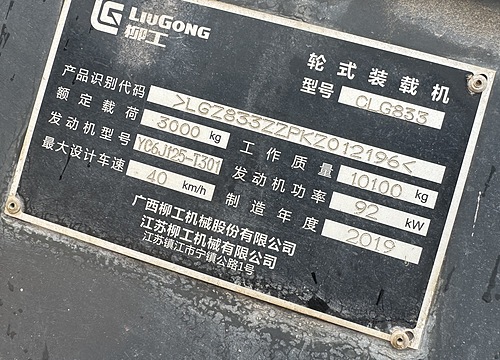 LIUGONG
柳工
轮式装载机
型号 CLG833
产品识别代码 >LGZ833ZZPKZ012196<
额定载荷 3000 kg 工作质量 10100 kg
发动机型号 YC6J125-T301 发动机功率 92 kW
最大设计车速 40 km/h 制造年度 2019
广西柳工机械股份有限公司
江苏柳工机械有限公司
江苏镇江市宁镇公路1号